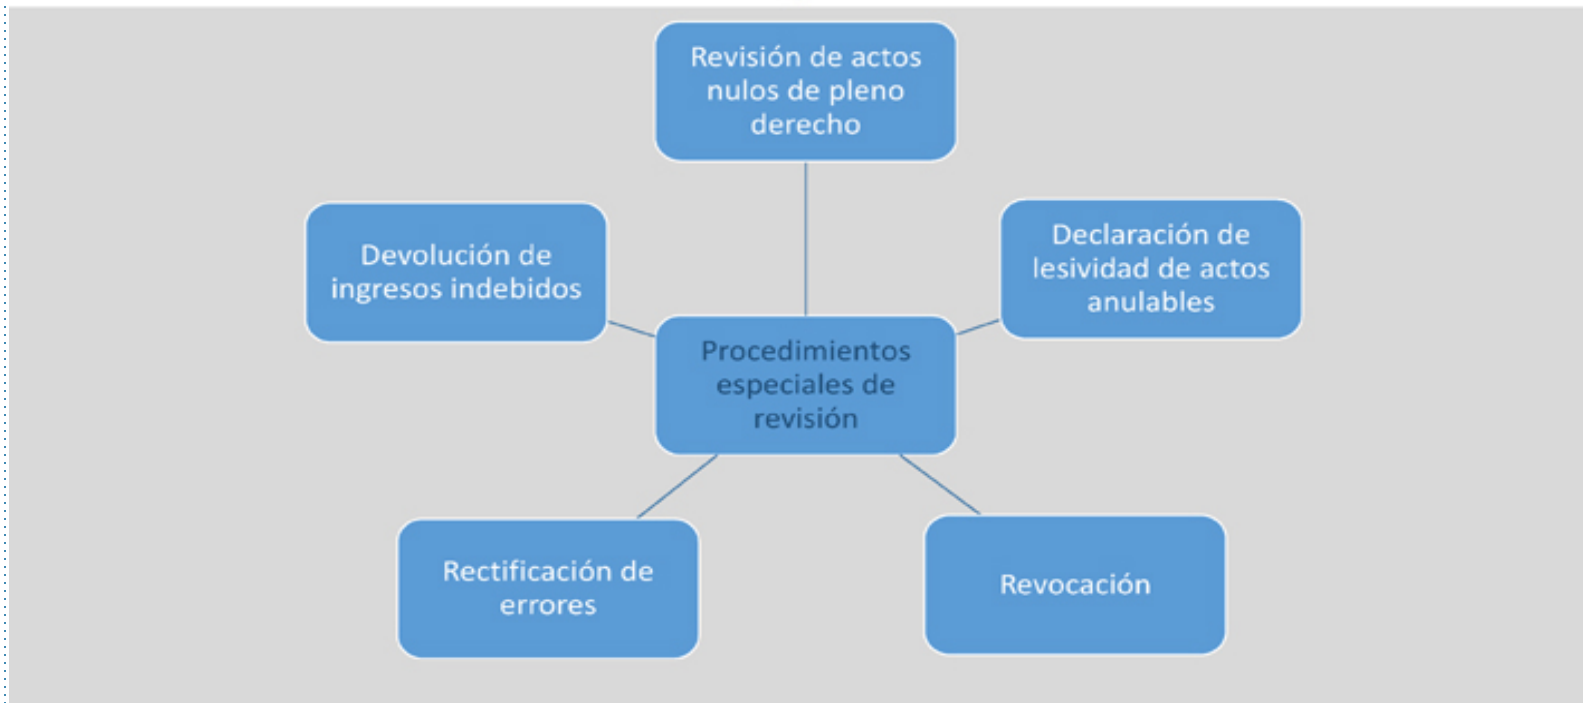 Revisión de actos
nulos de pleno
derecho
Devolución de
ingresos indebidos
Declaración de
lesividad de actos
anulables
Procedimientos
especiales de
revisión
Rectificación de
errores
Revocación